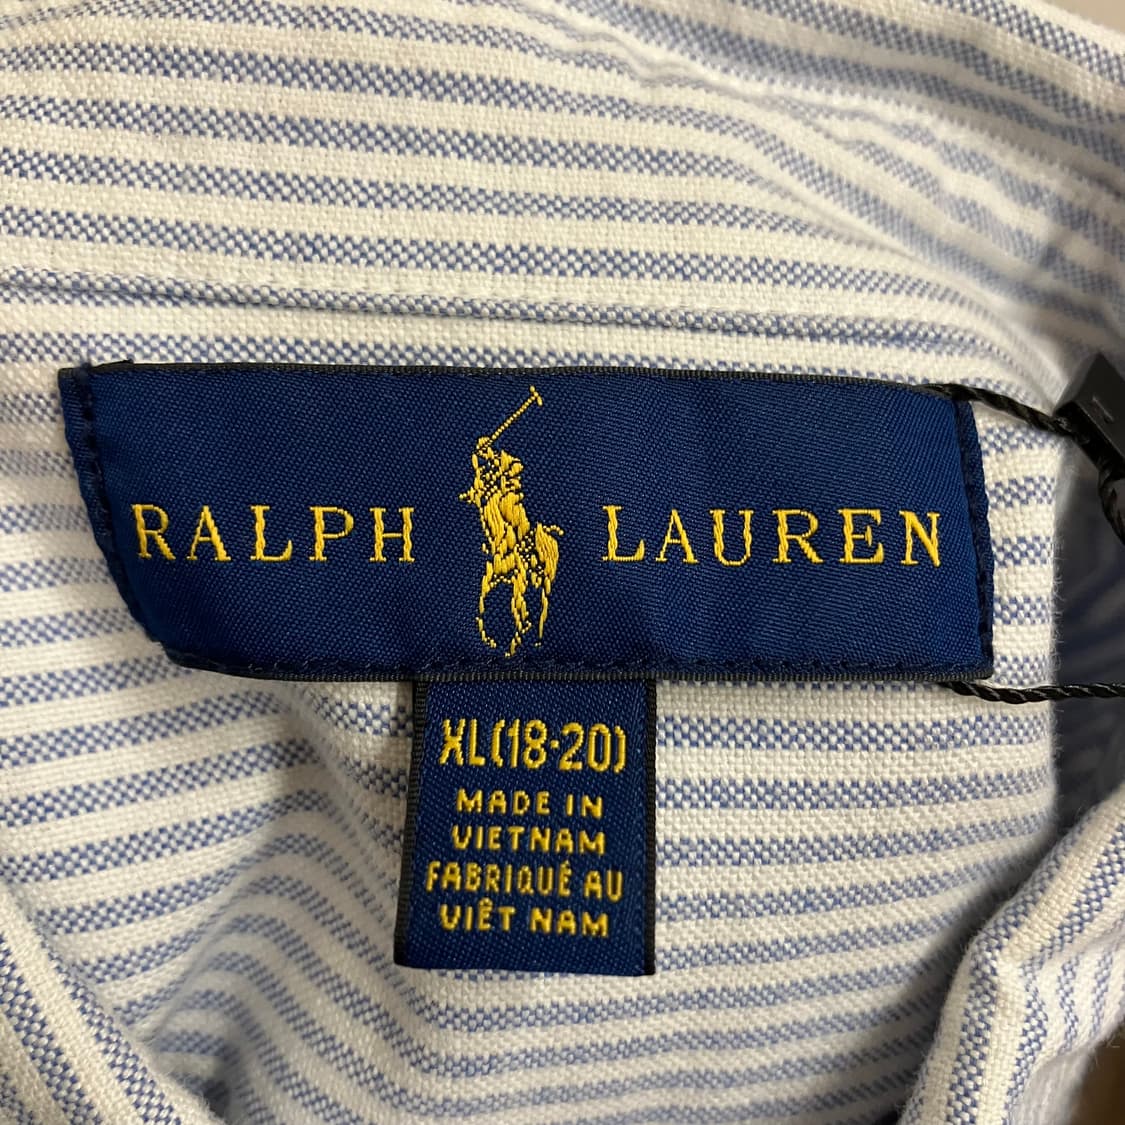 RALPH LAUREN
XL(18-20)
MADE IN
VIETNAM
FABRIQUÉ AU
VIÊT NAM